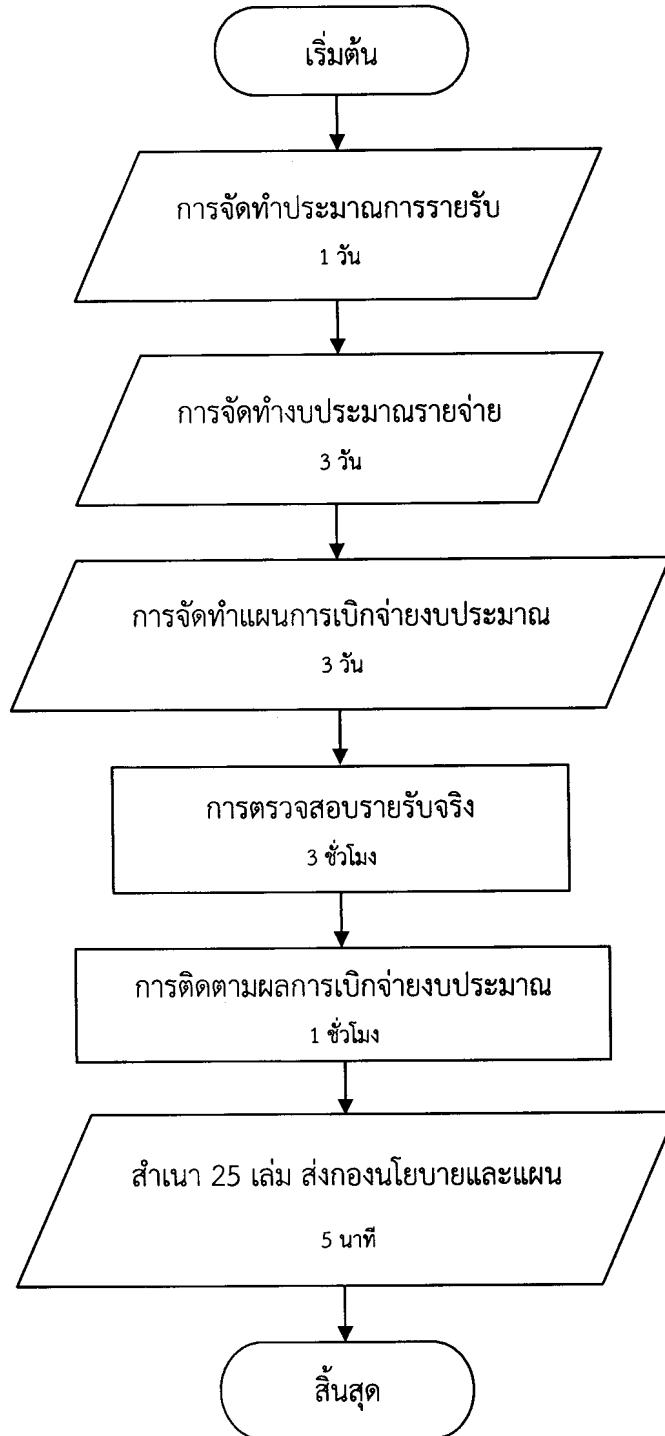 เริ่มต้น
การจัดทำประมาณการรายรับ
1 วัน
การจัดทำงบประมาณรายจ่าย
3 วัน
การจัดทำแผนการเบิกจ่ายงบประมาณ
3 วัน
การตรวจสอบรายรับจริง
3 ชั่วโมง
การติดตามผลการเบิกจ่ายงบประมาณ
1 ชั่วโมง
สำเนา 25 เล่ม ส่งกองนโยบายและแผน
5 นาที
สิ้นสุด